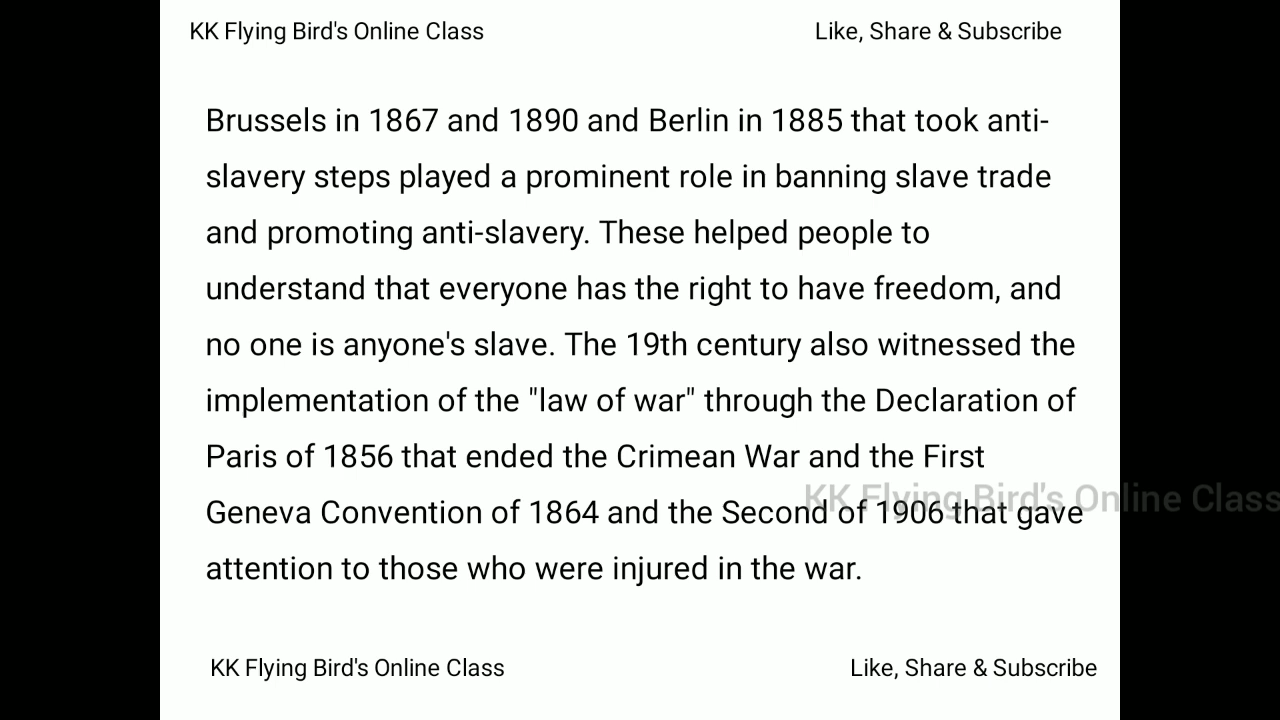 KK Flying Bird's Online Class Like, Share & Subscribe
Brussels in 1867 and 1890 and Berlin in 1885 that took anti-
slavery steps played a prominent role in banning slave trade
and promoting anti-slavery. These helped people to
understand that everyone has the right to have freedom, and
no one is anyone's slave. The 19th century also witnessed the
implementation of the "law of war" through the Declaration of
Paris of 1856 that ended the Crimean War and the First
KK Flying Bird's Online Class
Geneva Convention of 1864 and the Second of 1906 that gave
attention to those who were injured in the war.
KK Flying Bird's Online Class Like, Share & Subscribe